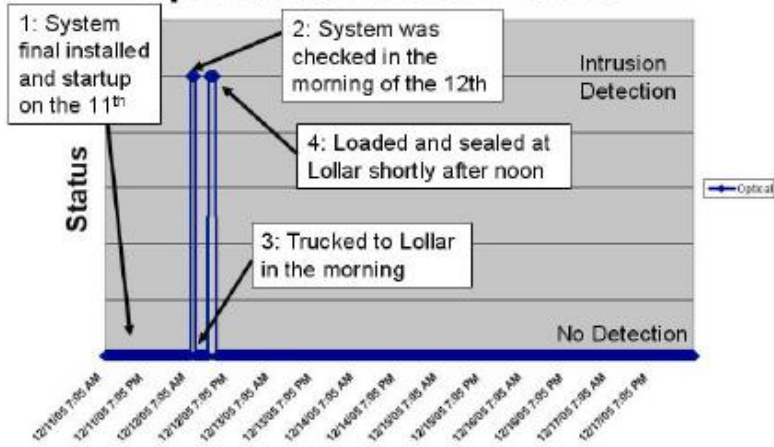 1: System
final installed
and startup
on the 11th
2: System was
checked in the
morning of the 12th
Intrusion
Detection
4: Loaded and sealed at
Lollar shortly after noon
Status
Optical
3: Trucked to Lollar
in the morning
No Detection
12/11/05 7:05 AM
12/11/05 7:05 PM
12/12/05 7:05 AM
12/12/05 7:05 PM
12/13/05 7:05 AM
12/13/05 7:05 PM
12/14/05 7:05 AM
12/14/05 7:05 PM
12/15/05 7:05 AM
12/15/05 7:05 PM
12/16/05 7:05 AM
12/16/05 7:05 PM
12/17/05 7:05 AM
12/17/05 7:05 PM